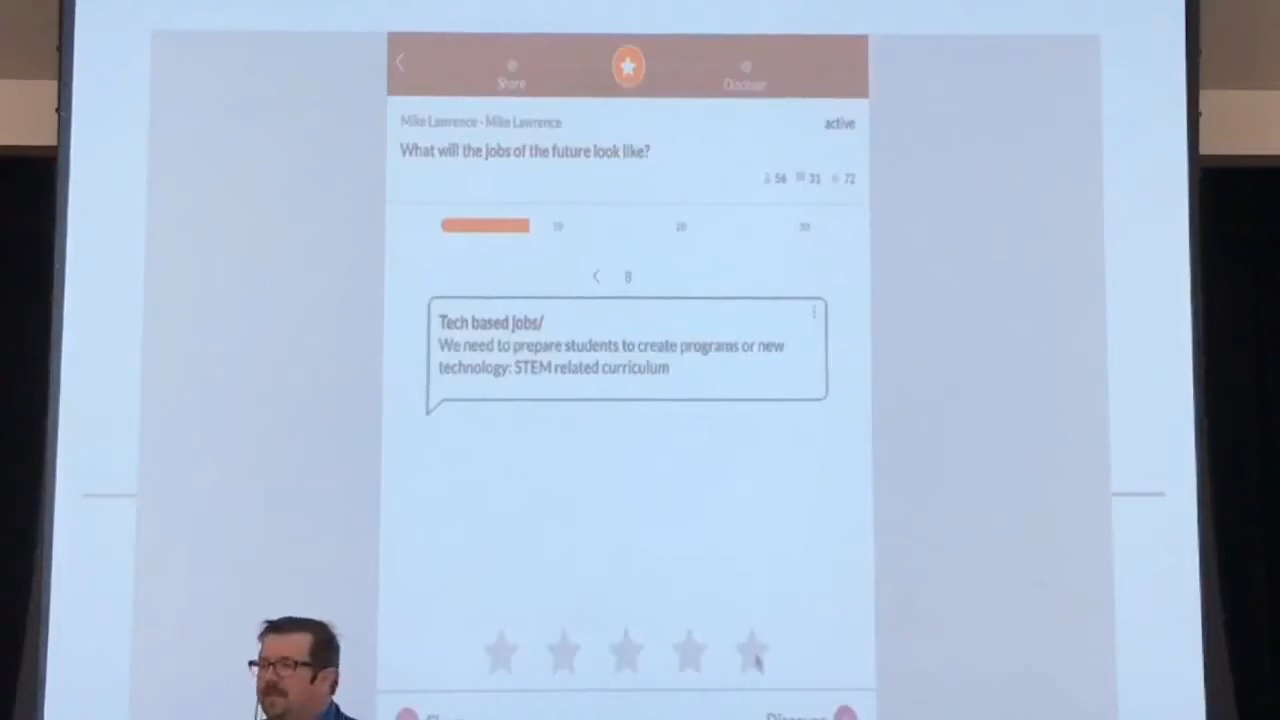 Share
Discover
Mike Lawrence - Mike Lawrence
active
What will the jobs of the future look like?
56 31 72
10 20 30
8
Tech based jobs/
We need to prepare students to create programs or new
technology: STEM related curriculum